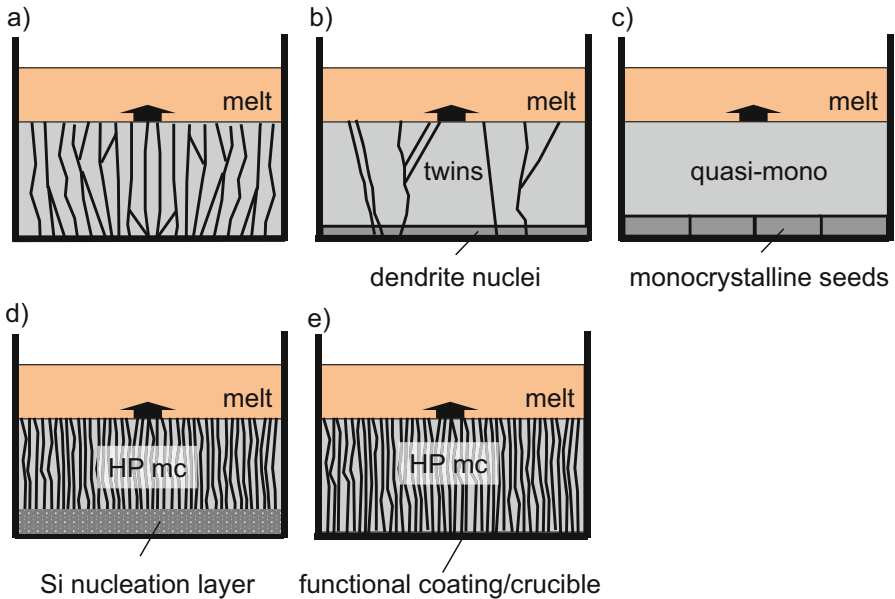 a)
b)
c)
melt
melt
melt
twins
quasi-mono
dendrite nuclei
monocrystalline seeds
d)
e)
melt
melt
HP mc
HP mc
Si nucleation layer
functional coating/crucible